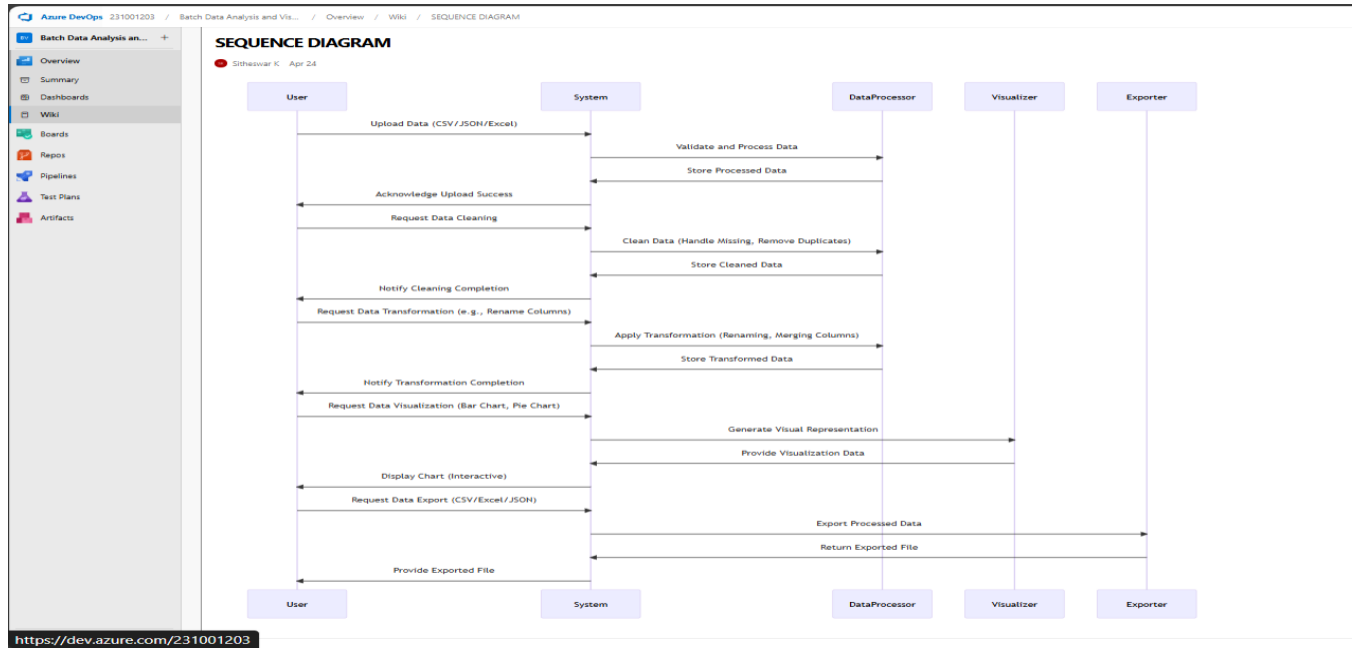 Azure DevOps 231001203 / Batch Data Analysis and Vis... / Overview / Wiki / SEQUENCE DIAGRAM
BV Batch Data Analysis an... +
Overview
Summary
Dashboards
Wiki
Boards
Repos
Pipelines
Test Plans
Artifacts
SEQUENCE DIAGRAM
Sitheswar K Apr 24
User System DataProcessor Visualizer Exporter
Upload Data (CSV/JSON/Excel)
Validate and Process Data
Store Processed Data
Acknowledge Upload Success
Request Data Cleaning
Clean Data (Handle Missing, Remove Duplicates)
Store Cleaned Data
Notify Cleaning Completion
Request Data Transformation (e.g., Rename Columns)
Apply Transformation (Renaming, Merging Columns)
Store Transformed Data
Notify Transformation Completion
Request Data Visualization (Bar Chart, Pie Chart)
Generate Visual Representation
Provide Visualization Data
Display Chart (Interactive)
Request Data Export (CSV/Excel/JSON)
Export Processed Data
Return Exported File
Provide Exported File
User System DataProcessor Visualizer Exporter
https://dev.azure.com/231001203